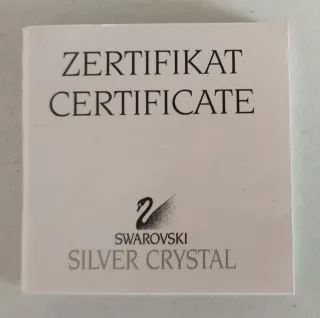 ZERTIFIKAT
CERTIFICATE
SWAROVSKI
SILVER CRYSTAL